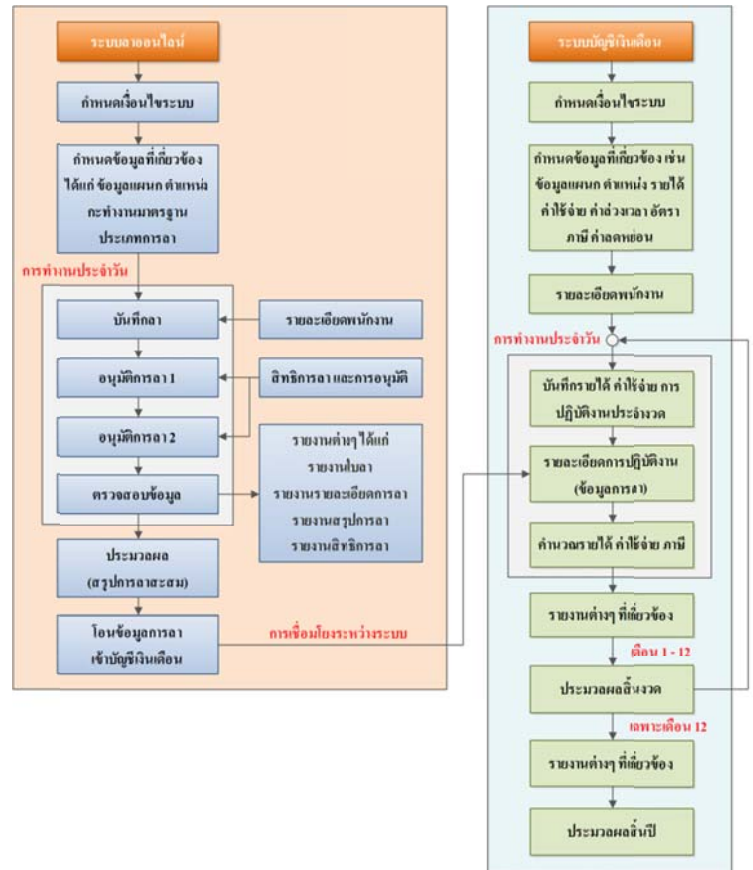 ระบบลาออนไลน์
กำหนดเงื่อนไขระบบ
กำหนดข้อมูลที่เกี่ยวข้อง
ได้แก่ ข้อมูลแผนก ตำแหน่ง
กะทำงานมาตรฐาน
ประเภทการลา
การทำงานประจำวัน
บันทึกลา
รายละเอียดพนักงาน
อนุมัติการลา 1
สิทธิการลา และการอนุมัติ
อนุมัติการลา 2
ตรวจสอบข้อมูล
รายงานต่างๆ ได้แก่
รายงานใบลา
รายงานรายละเอียดการลา
รายงานสรุปการลา
รายงานสิทธิการลา
ประมวลผล
(สรุปการลาสะสม)
โอนข้อมูลการลา
เข้าบัญชีเงินเดือน
การเชื่อมโยงระหว่างระบบ
ระบบบัญชีเงินเดือน
กำหนดเงื่อนไขระบบ
กำหนดข้อมูลที่เกี่ยวข้อง เช่น
ข้อมูลแผนก ตำแหน่ง รายได้
ค่าใช้จ่าย ค่าล่วงเวลา อัตรา
ภาษี ค่าลดหย่อน
รายละเอียดพนักงาน
การทำงานประจำวัน
บันทึกรายได้ ค่าใช้จ่าย การ
ปฏิบัติงานประจำงวด
รายละเอียดการปฏิบัติงาน
(ข้อมูลการลา)
คำนวณรายได้ ค่าใช้จ่าย ภาษี
รายงานต่างๆ ที่เกี่ยวข้อง
เดือน 1 - 12
ประมวลผลสิ้นงวด
เฉพาะเดือน 12
รายงานต่างๆ ที่เกี่ยวข้อง
ประมวลผลสิ้นปี